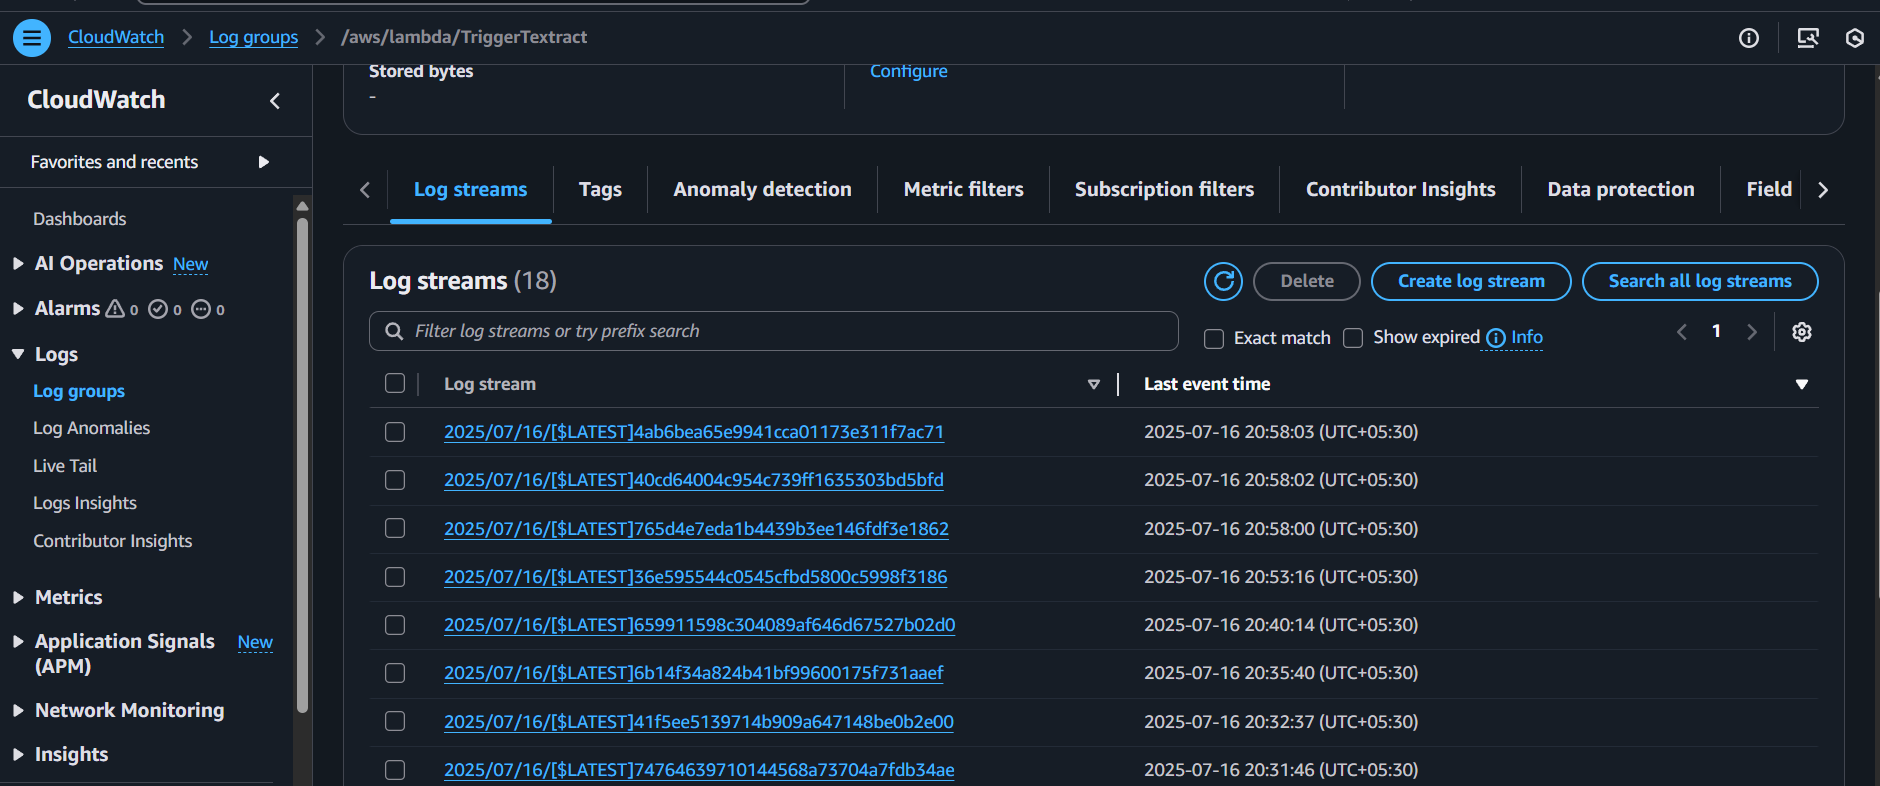 CloudWatch > Log groups > /aws/lambda/TriggerTextract
CloudWatch
Favorites and recents
Dashboards
AI Operations New
Alarms 0 0 0
Logs
Log groups
Log Anomalies
Live Tail
Logs Insights
Contributor Insights
Metrics
Application Signals (APM) New
Network Monitoring
Insights
Stored bytes
-
Configure
Log streams
Tags
Anomaly detection
Metric filters
Subscription filters
Contributor Insights
Data protection
Field
Log streams (18)
Delete
Create log stream
Search all log streams
Filter log streams or try prefix search
Exact match
Show expired
Info
1
Log stream Last event time
2025/07/16/[$LATEST]4ab6bea65e9941cca01173e311f7ac71 2025-07-16 20:58:03 (UTC+05:30)
2025/07/16/[$LATEST]40cd64004c954c739ff1635303bd5bfd 2025-07-16 20:58:02 (UTC+05:30)
2025/07/16/[$LATEST]765d4e7eda1b4439b3ee146fdf3e1862 2025-07-16 20:58:00 (UTC+05:30)
2025/07/16/[$LATEST]36e595544c0545cfbd5800c5998f3186 2025-07-16 20:53:16 (UTC+05:30)
2025/07/16/[$LATEST]659911598c304089af646d67527b02d0 2025-07-16 20:40:14 (UTC+05:30)
2025/07/16/[$LATEST]6b14f34a824b41bf99600175f731aaef 2025-07-16 20:35:40 (UTC+05:30)
2025/07/16/[$LATEST]41f5ee5139714b909a647148be0b2e00 2025-07-16 20:32:37 (UTC+05:30)
2025/07/16/[$LATEST]74764639710144568a73704a7fdb34ae 2025-07-16 20:31:46 (UTC+05:30)